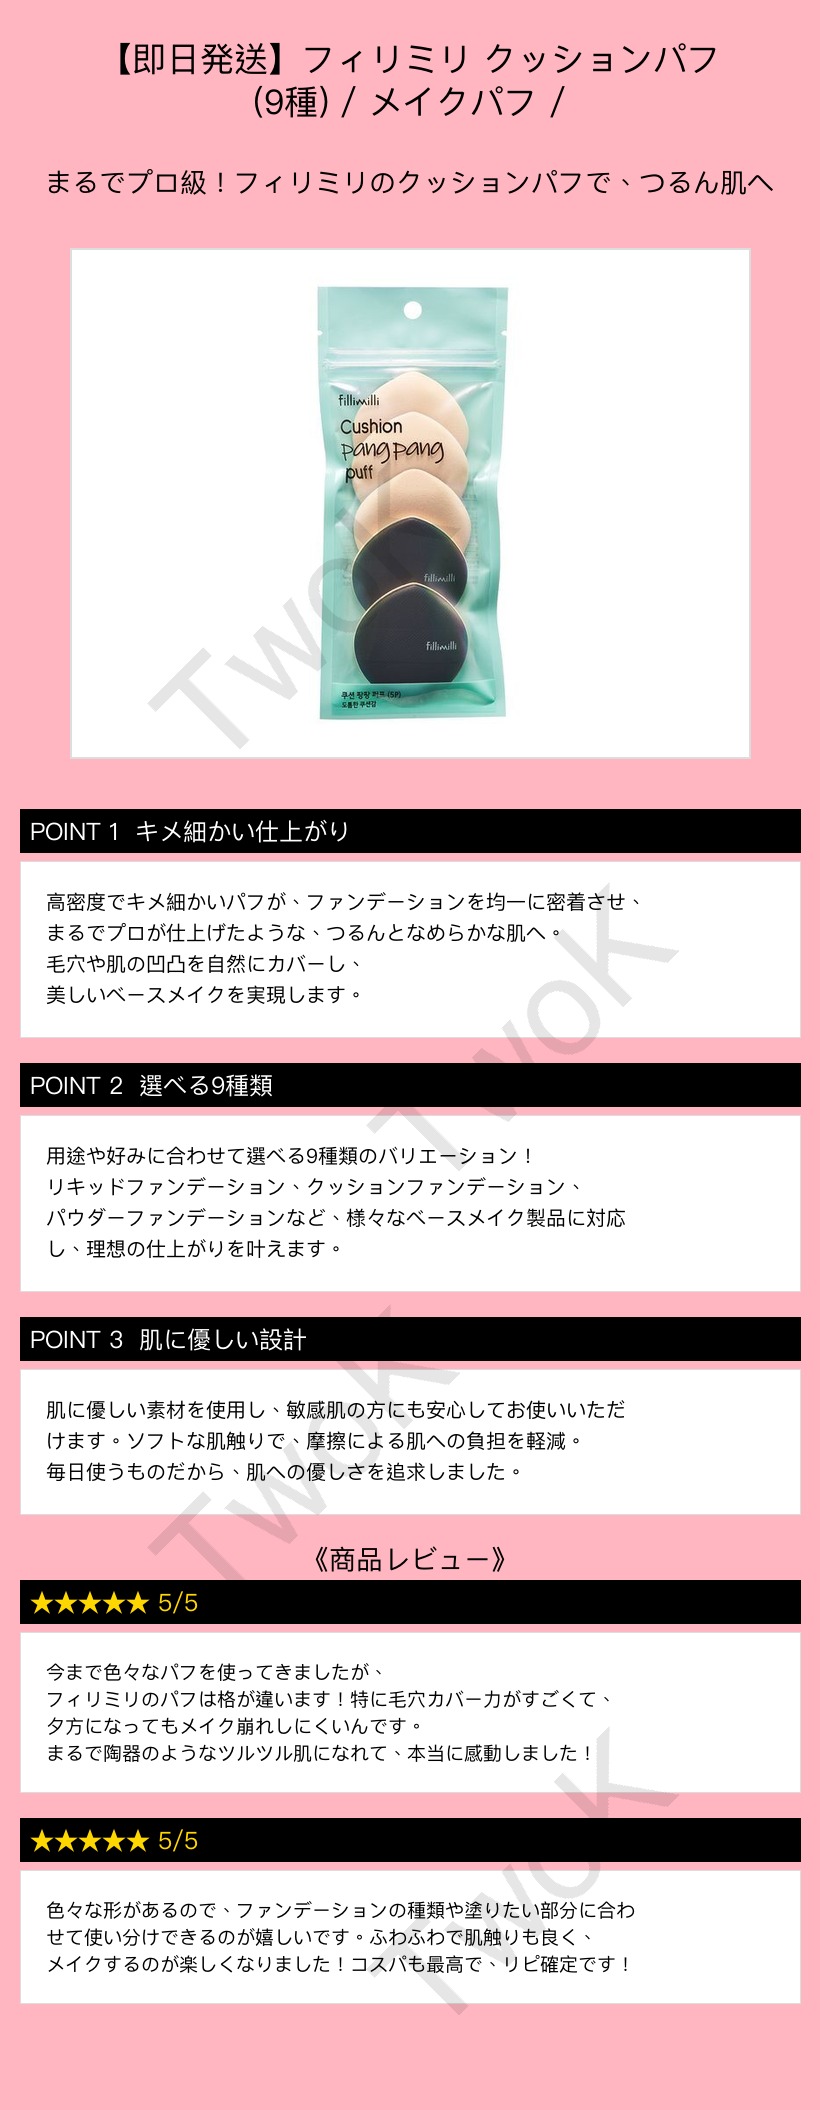 【即日発送】フィリミリ クッションパフ
(9種) / メイクパフ /
まるでプロ級！フィリミリのクッションパフで、つるん肌へ
fillimilli
Cushion
pang pang
puff
fillimilli
fillimilli
쿠션 팡팡 퍼프 (5P)
도톰한 쿠션감
TwoK
POINT 1 キメ細かい仕上がり
高密度でキメ細かいパフが、ファンデーションを均一に密着させ、
まるでプロが仕上げたような、つるんとなめらかな肌へ。
毛穴や肌の凹凸を自然にカバーし、
美しいベースメイクを実現します。
TwoK
POINT 2 選べる9種類
用途や好みに合わせて選べる9種類のバリエーション！
リキッドファンデーション、クッションファンデーション、
パウダーファンデーションなど、様々なベースメイク製品に対応
し、理想の仕上がりを叶えます。
POINT 3 肌に優しい設計
肌に優しい素材を使用し、敏感肌の方にも安心してお使いいただ
けます。ソフトな肌触りで、摩擦による肌への負担を軽減。
毎日使うものだから、肌への優しさを追求しました。
TwoK
《商品レビュー》
★★★★★ 5/5
今まで色々なパフを使ってきましたが、
フィリミリのパフは格が違います！特に毛穴カバー力がすごくて、
夕方になってもメイク崩れしにくいんです。
まるで陶器のようなツルツル肌になれて、本当に感動しました！
★★★★★ 5/5
色々な形があるので、ファンデーションの種類や塗りたい部分に合わ
せて使い分けできるのが嬉しいです。ふわふわで肌触りも良く、
メイクするのが楽しくなりました！コスパも最高で、リピ確定です！
TwoK